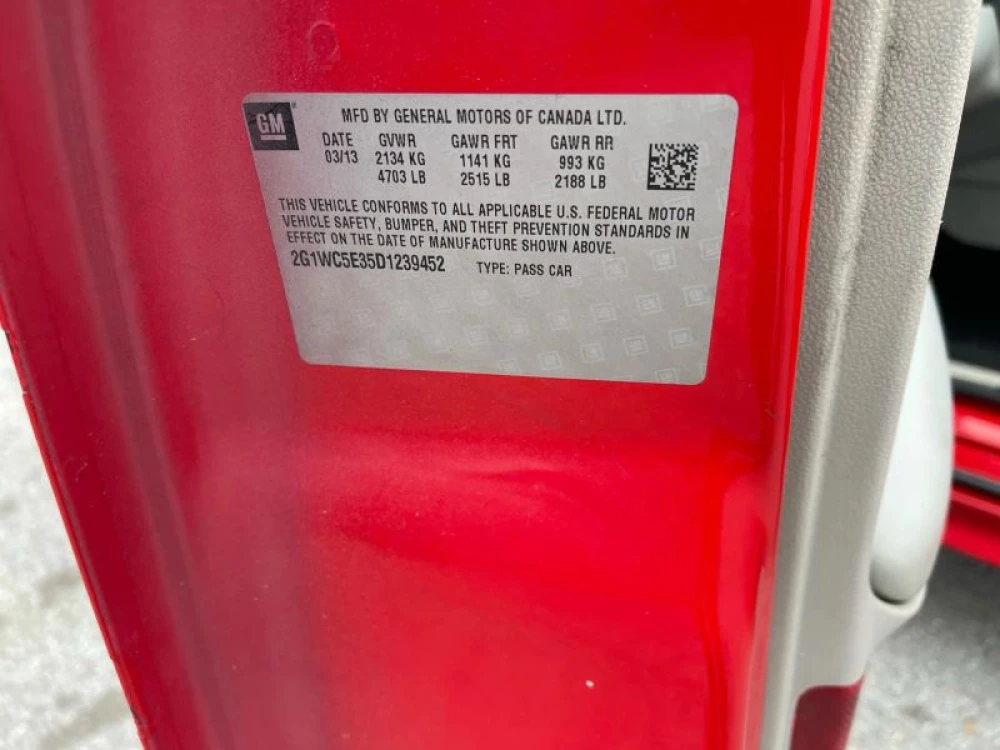 GM
MFD BY GENERAL MOTORS OF CANADA LTD.
DATE GVWR GAWR FRT GAWR RR
03/13 2134 KG 1141 KG 993 KG
4703 LB 2515 LB 2188 LB
THIS VEHICLE CONFORMS TO ALL APPLICABLE U.S. FEDERAL MOTOR
VEHICLE SAFETY, BUMPER, AND THEFT PREVENTION STANDARDS IN
EFFECT ON THE DATE OF MANUFACTURE SHOWN ABOVE.
2G1WC5E35D1239452 TYPE: PASS CAR